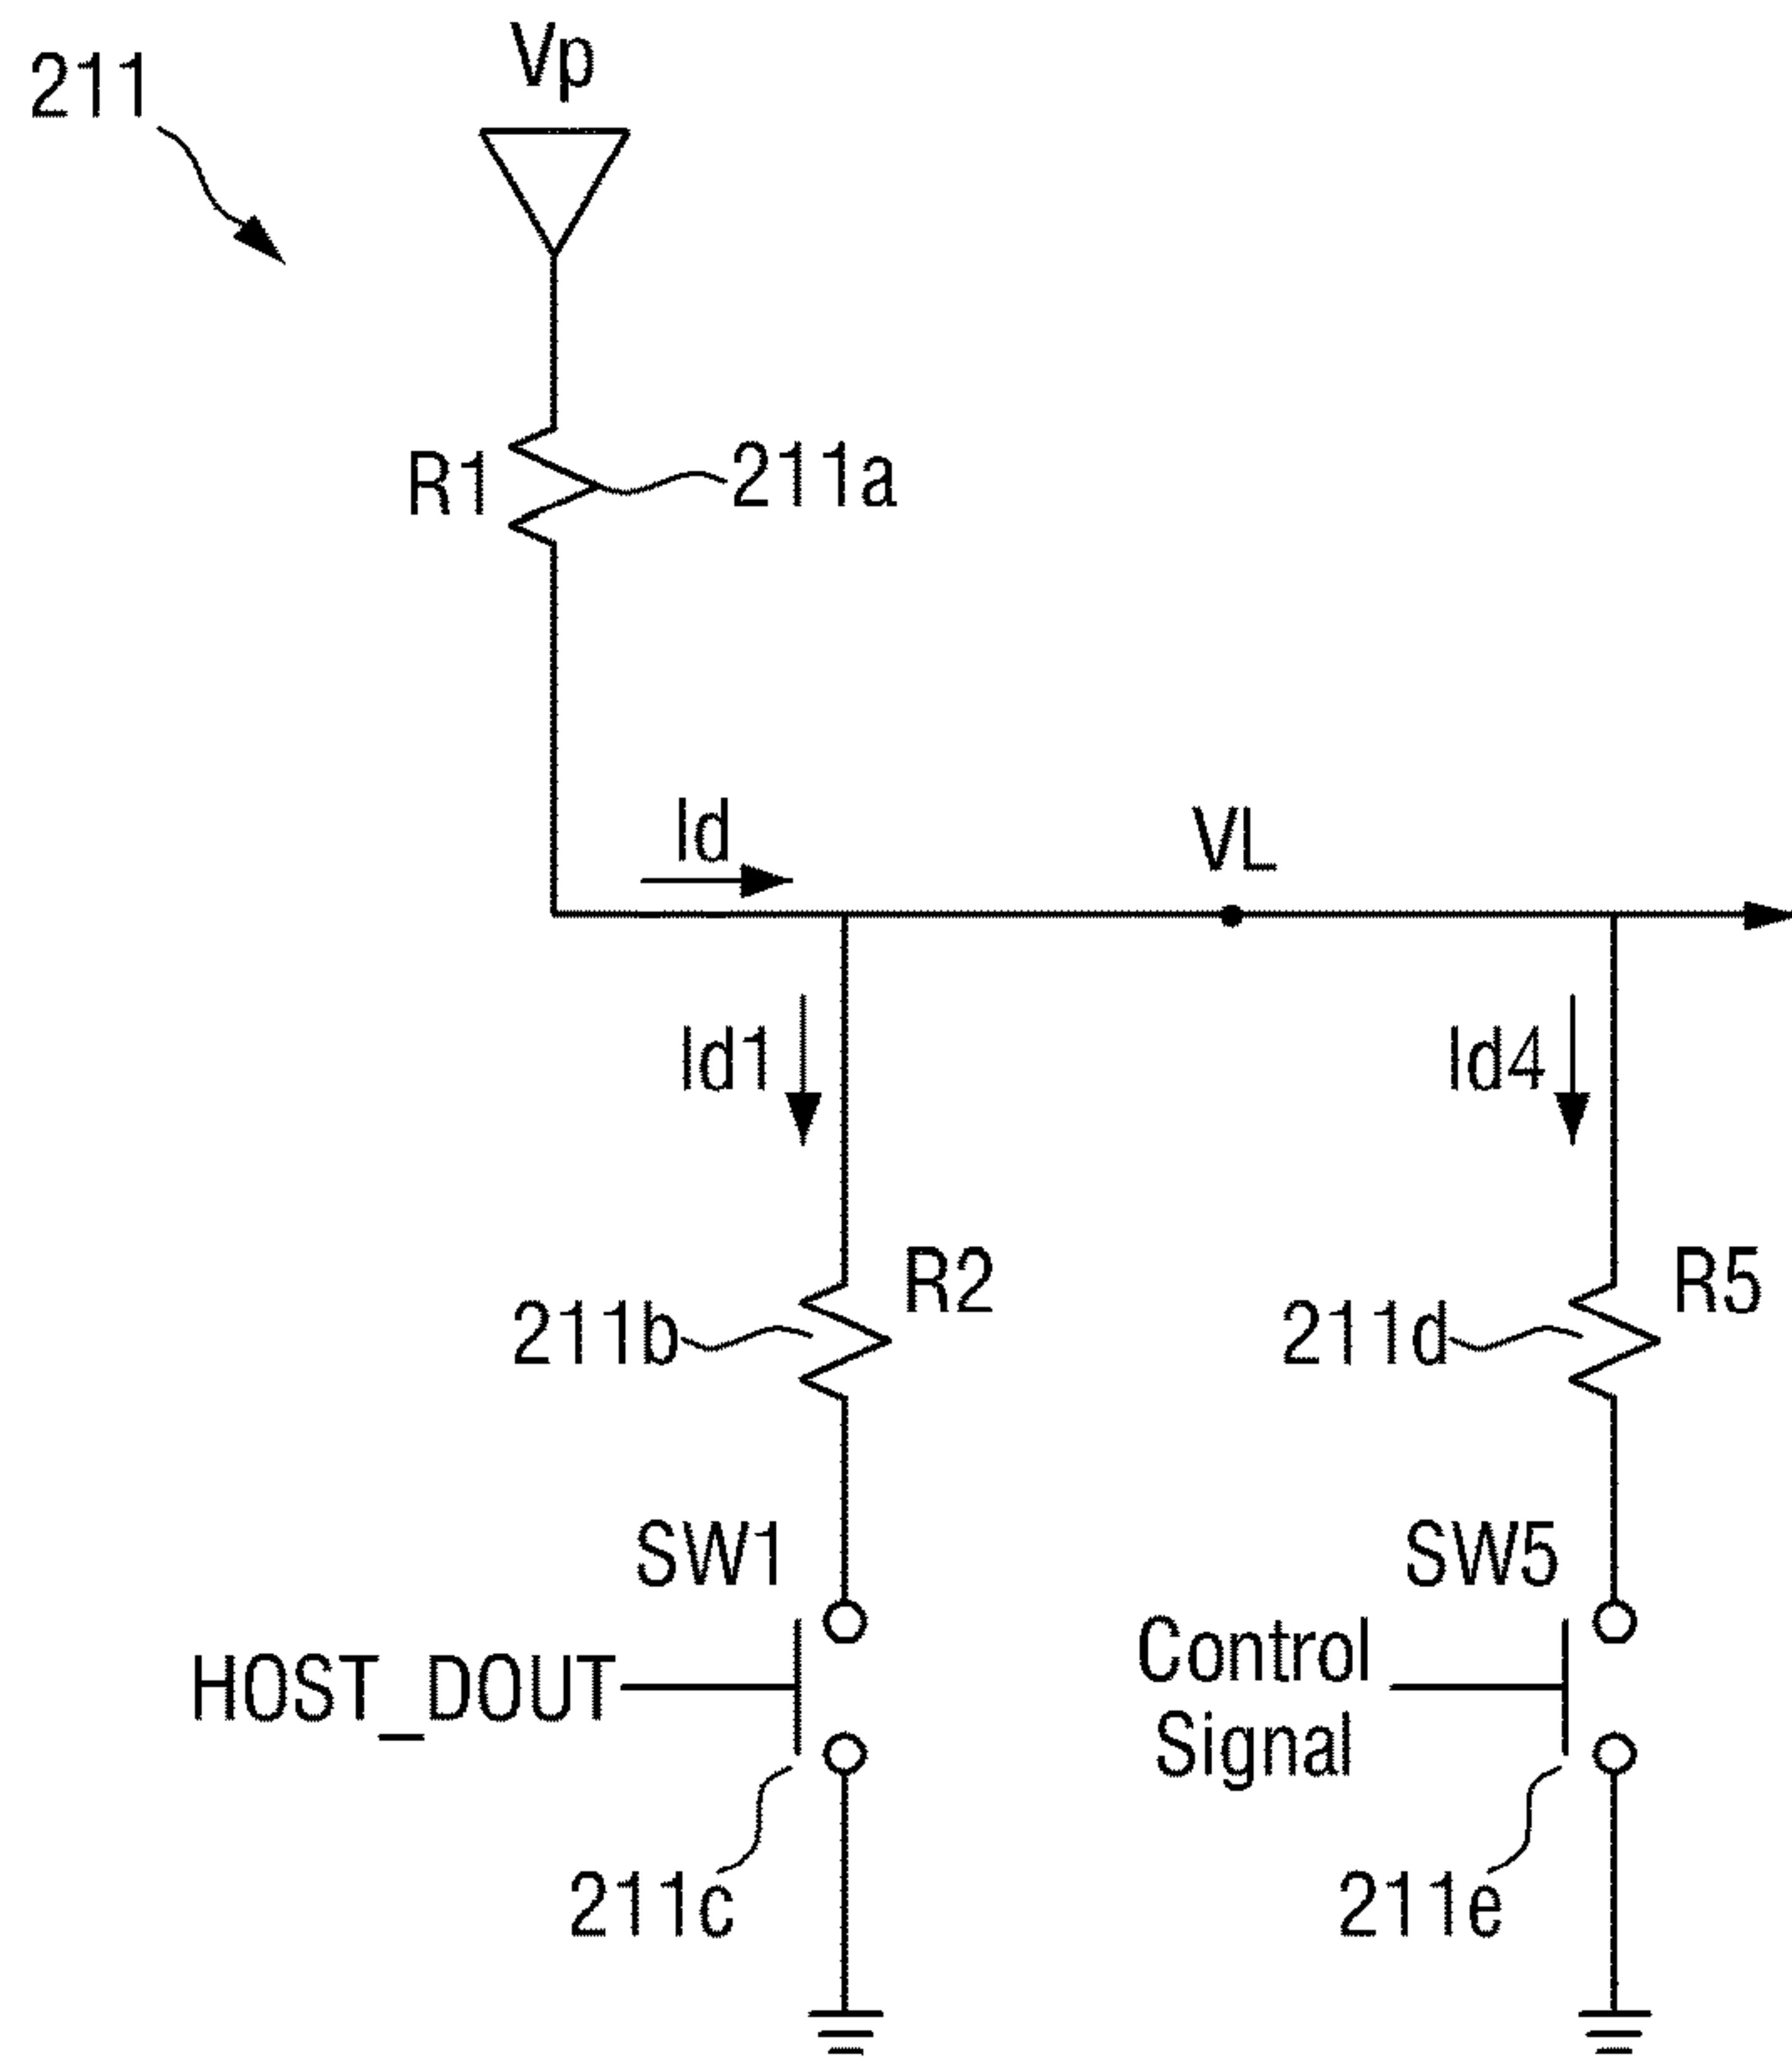 211
Vp
R1
211a
Id
VL
Id1
Id4
R2
R5
211b
211d
SW1
SW5
HOST_DOUT
Control
Signal
211c
211e